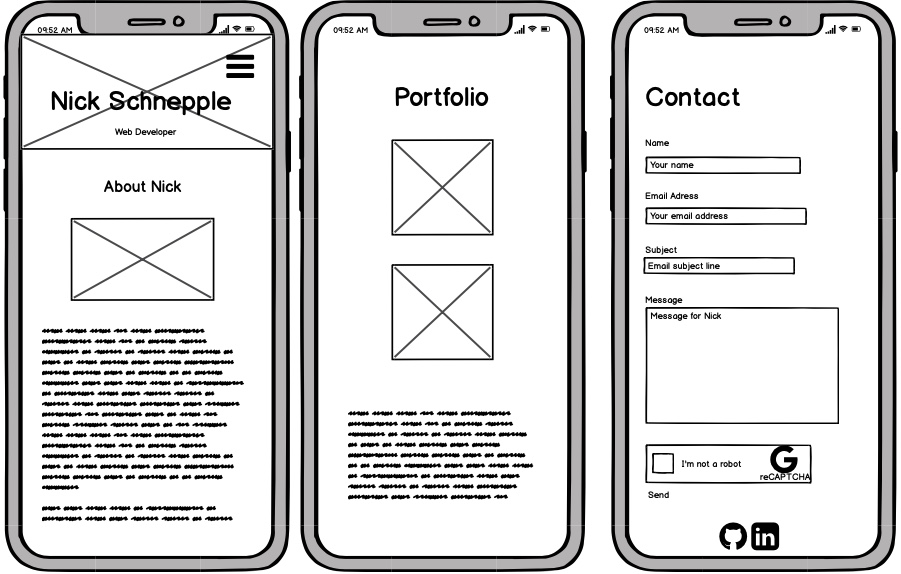 09:52 AM
Nick Schnepple
Web Developer
About Nick
09:52 AM
Portfolio
09:52 AM
Contact
Name
Your name
Email Adress
Your email address
Subject
Email subject line
Message
Message for Nick
I'm not a robot
G
reCAPTCHA
Send
in